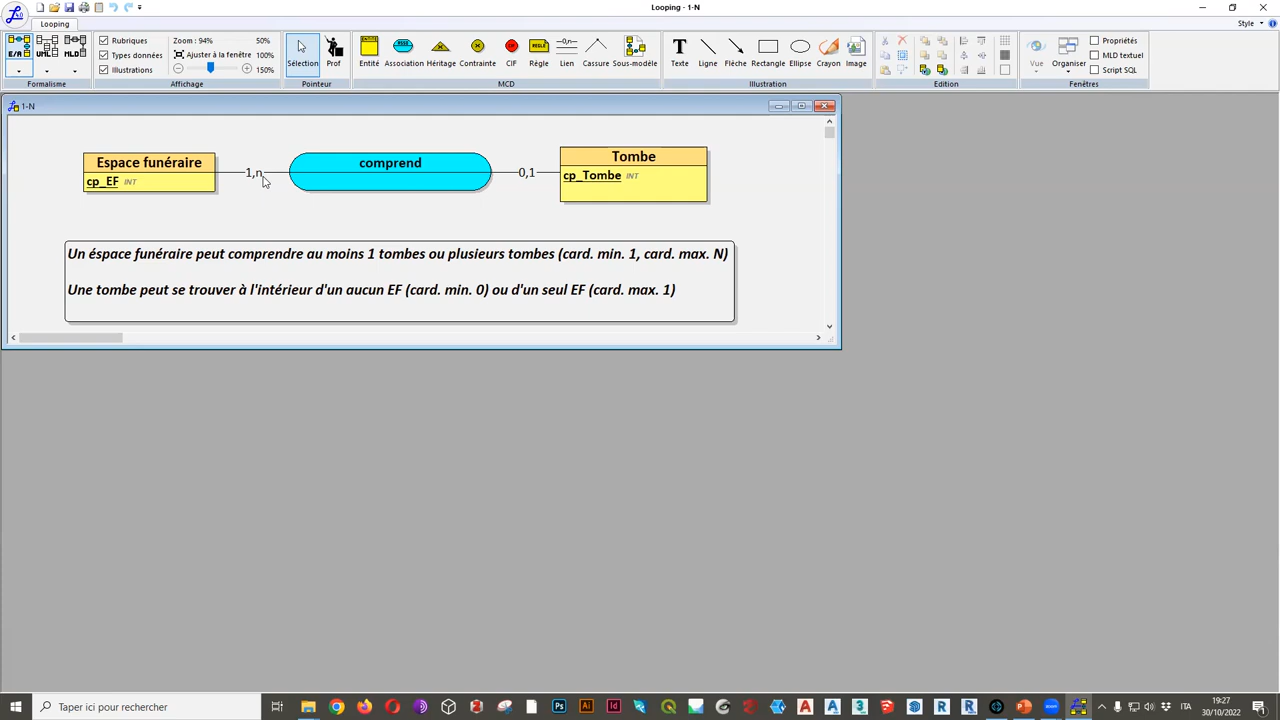 Looping - 1-N
Style
Looping
E/A
UML
MLD
Formalisme
Rubriques
Types données
Illustrations
Zoom : 94%
50%
Ajuster à la fenêtre
100%
150%
Affichage
Sélection
Prof
Pointeur
Entité
Association
Héritage
Contrainte
CIF
Règle
Lien
Cassure
Sous-modèle
MCD
Texte
Ligne
Flèche
Rectangle
Ellipse
Crayon
Image
Illustration
Edition
Vue
Organiser
Propriétés
MLD textuel
Script SQL
Fenêtres
1-N
Espace funéraire
cp_EF INT
1,n
comprend
0,1
Tombe
cp_Tombe INT
Un éspace funéraire peut comprendre au moins 1 tombes ou plusieurs tombes (card. min. 1, card. max. N)
Une tombe peut se trouver à l'intérieur d'un aucun EF (card. min. 0) ou d'un seul EF (card. max. 1)
Taper ici pour rechercher
ITA
19:27
30/10/2022